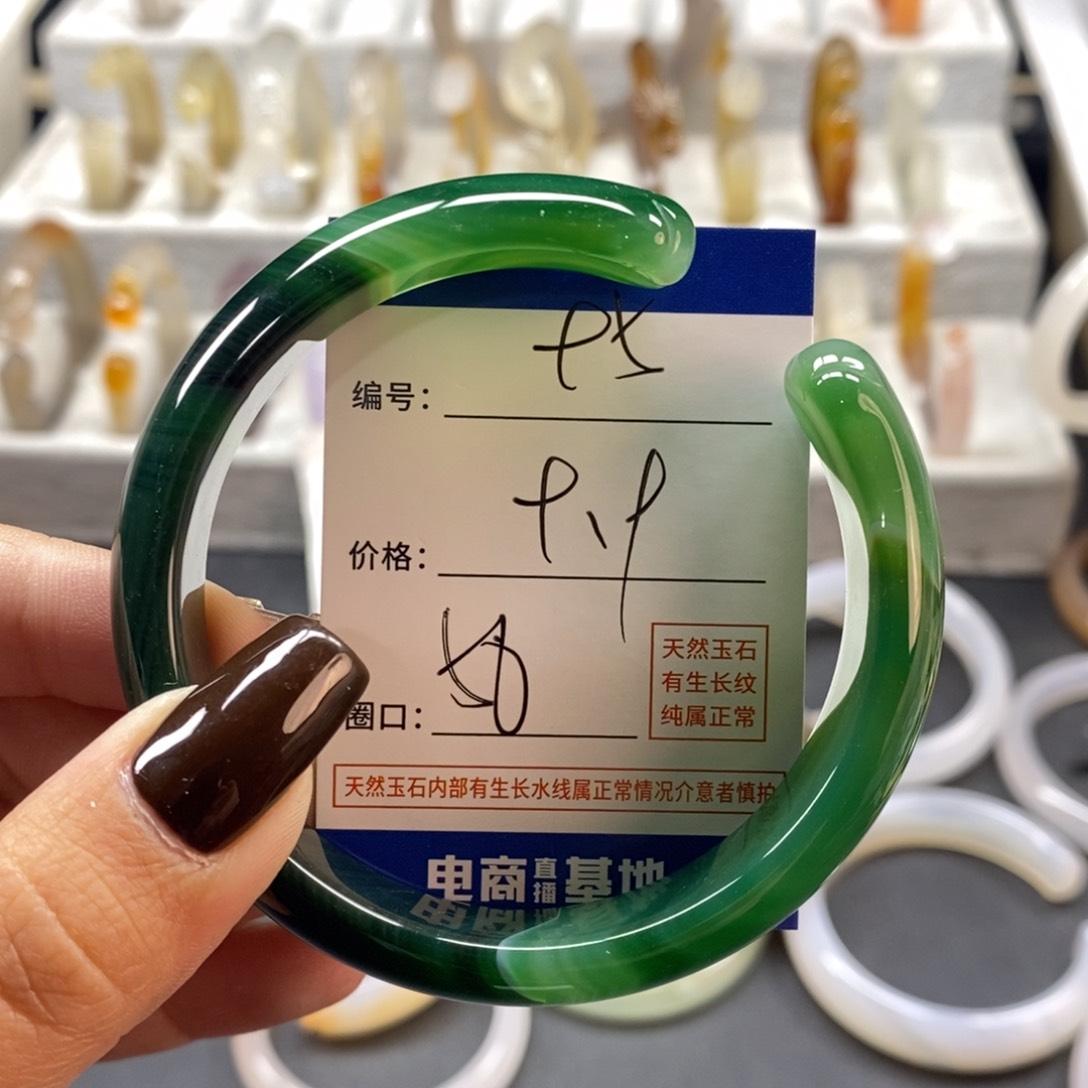 编号：
价格：
圈口：
天然玉石
有生长纹
纯属正常
天然玉石内部有生长水线属正常情况介意者慎拍
电商直播基地